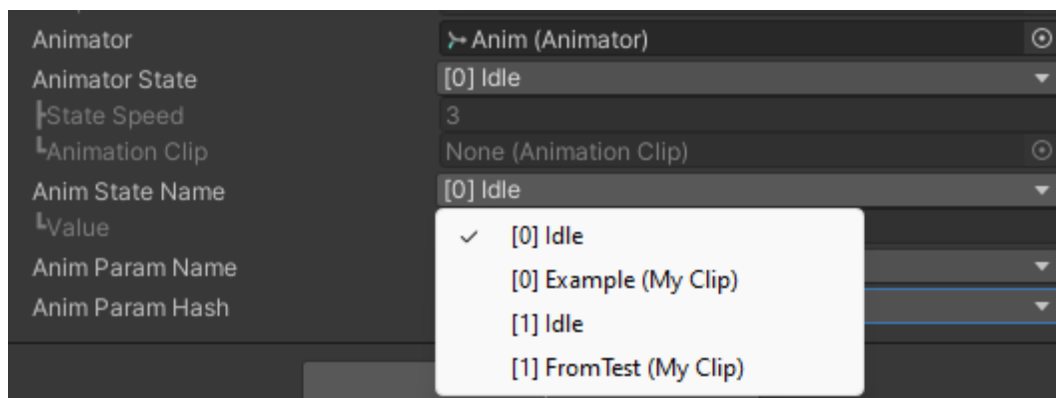 Animator
Anim (Animator)
Animator State
[0] Idle
State Speed
3
Animation Clip
None (Animation Clip)
Anim State Name
[0] Idle
Value
[0] Idle
[0] Example (My Clip)
[1] Idle
[1] FromTest (My Clip)
Anim Param Name
Anim Param Hash